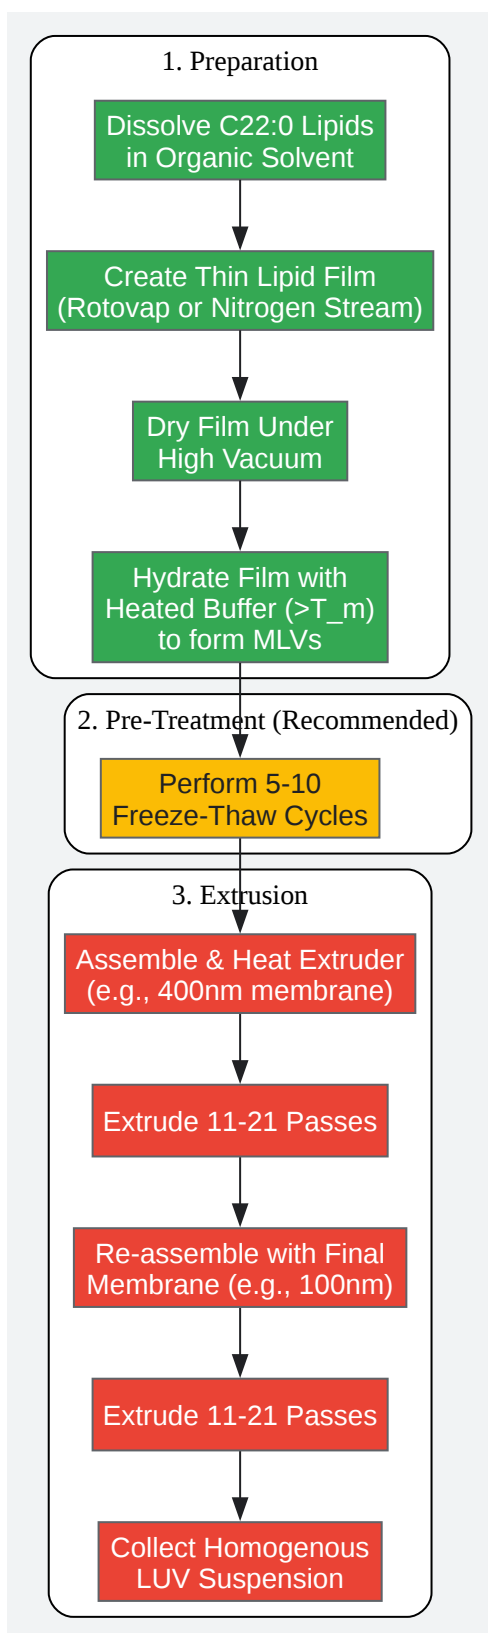 1. Preparation
Dissolve C22:0 Lipids
in Organic Solvent
Create Thin Lipid Film
(Rotovap or Nitrogen Stream)
Dry Film Under
High Vacuum
Hydrate Film with
Heated Buffer (>T_m)
to form MLVs
2. Pre-Treatment (Recommended)
Perform 5-10
Freeze-Thaw Cycles
3. Extrusion
Assemble & Heat Extruder
(e.g., 400nm membrane)
Extrude 11-21 Passes
Re-assemble with Final
Membrane (e.g., 100nm)
Extrude 11-21 Passes
Collect Homogenous
LUV Suspension